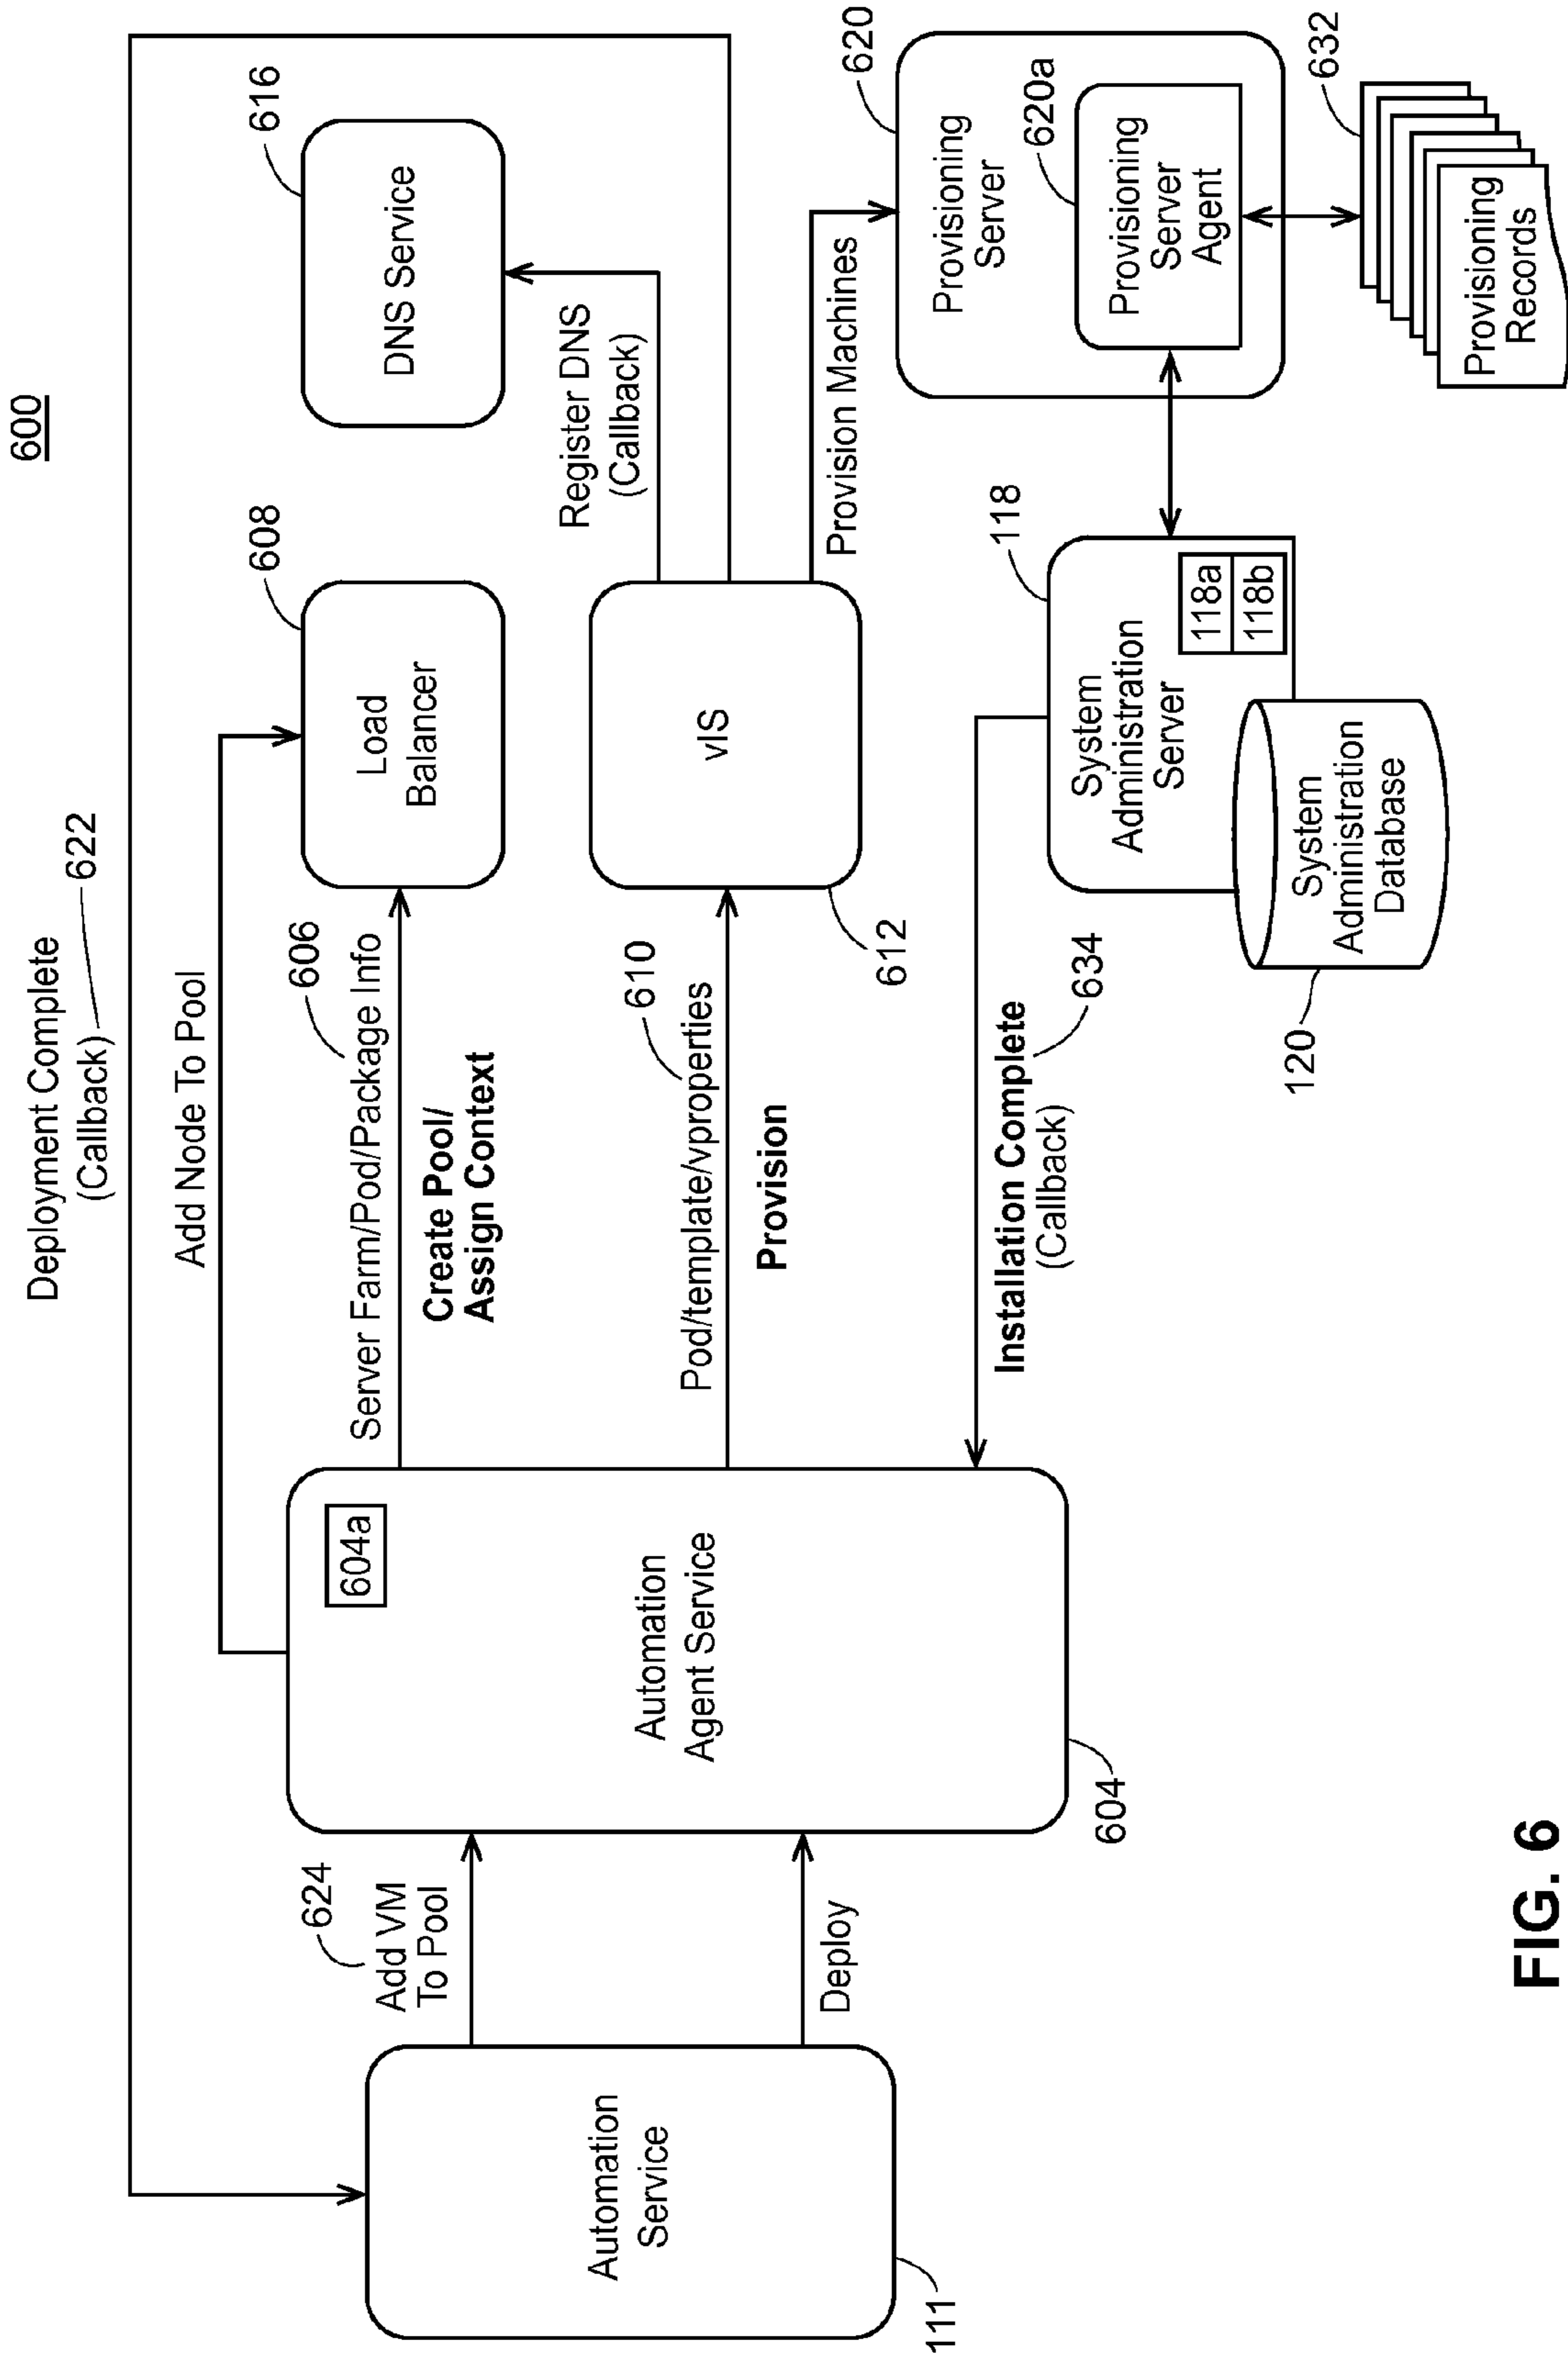 600
Deployment Complete
(Callback)
622
Add Node To Pool
606
Server Farm/Pod/Package Info
Create Pool/
Assign Context
608
Load
Balancer
616
DNS Service
Register DNS
(Callback)
624
Add VM
To Pool
Deploy
Automation
Service
111
604a
Automation
Agent Service
604
610
Pod/template/vproperties
Provision
vIS
612
Provision Machines
620
Provisioning
Server
620a
Provisioning
Server
Agent
632
Provisioning
Records
Installation Complete
(Callback)
634
118
System
Administration
Server
118a
118b
System
Administration
Database
120
FIG. 6